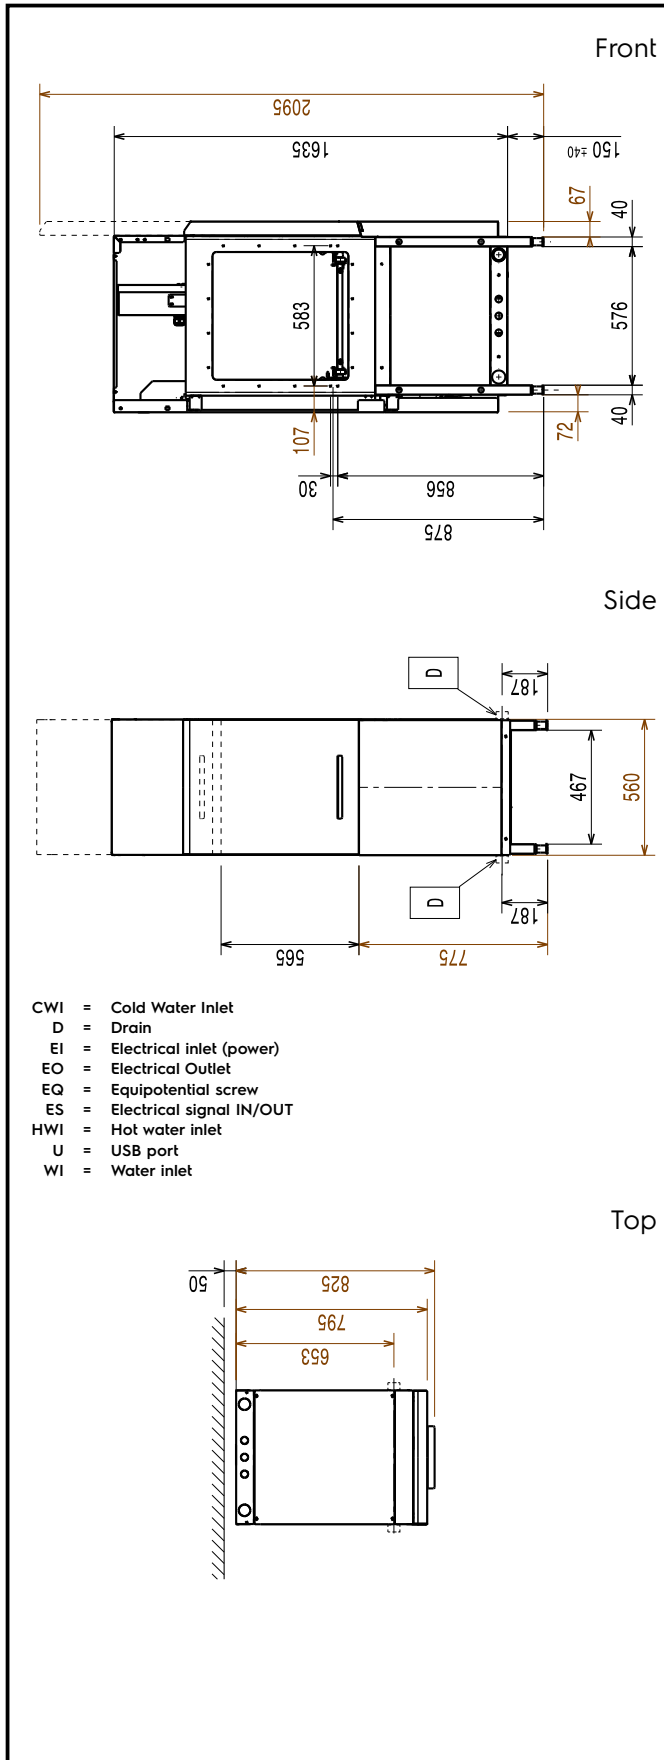 Front
2095
1635
150 ±40
67
40
583
576
107
72
40
30
856
875
Side
D
187
467
560
D
187
565
775
CWI = Cold Water Inlet
D = Drain
EI = Electrical inlet (power)
EO = Electrical Outlet
EQ = Equipotential screw
ES = Electrical signal IN/OUT
HWI = Hot water inlet
U = USB port
WI = Water inlet
Top
50
825
795
653